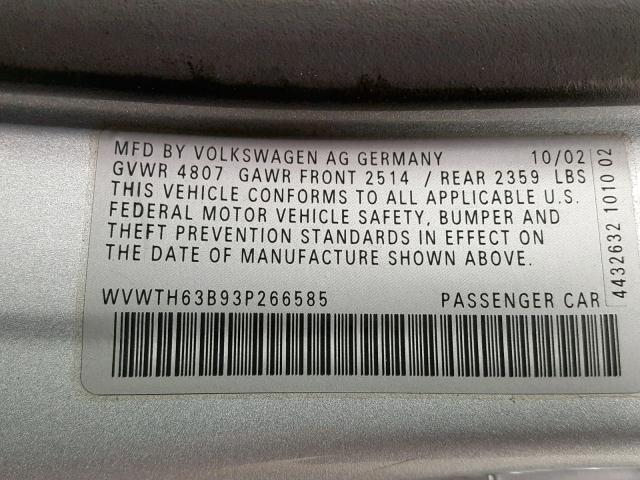 MFD BY VOLKSWAGEN AG GERMANY 10/02
GVWR 4807 GAWR FRONT 2514 / REAR 2359 LBS
THIS VEHICLE CONFORMS TO ALL APPLICABLE U.S.
FEDERAL MOTOR VEHICLE SAFETY, BUMPER AND
THEFT PREVENTION STANDARDS IN EFFECT ON
THE DATE OF MANUFACTURE SHOWN ABOVE.
WVWTH63B93P266585 PASSENGER CAR
4432632 1010 02